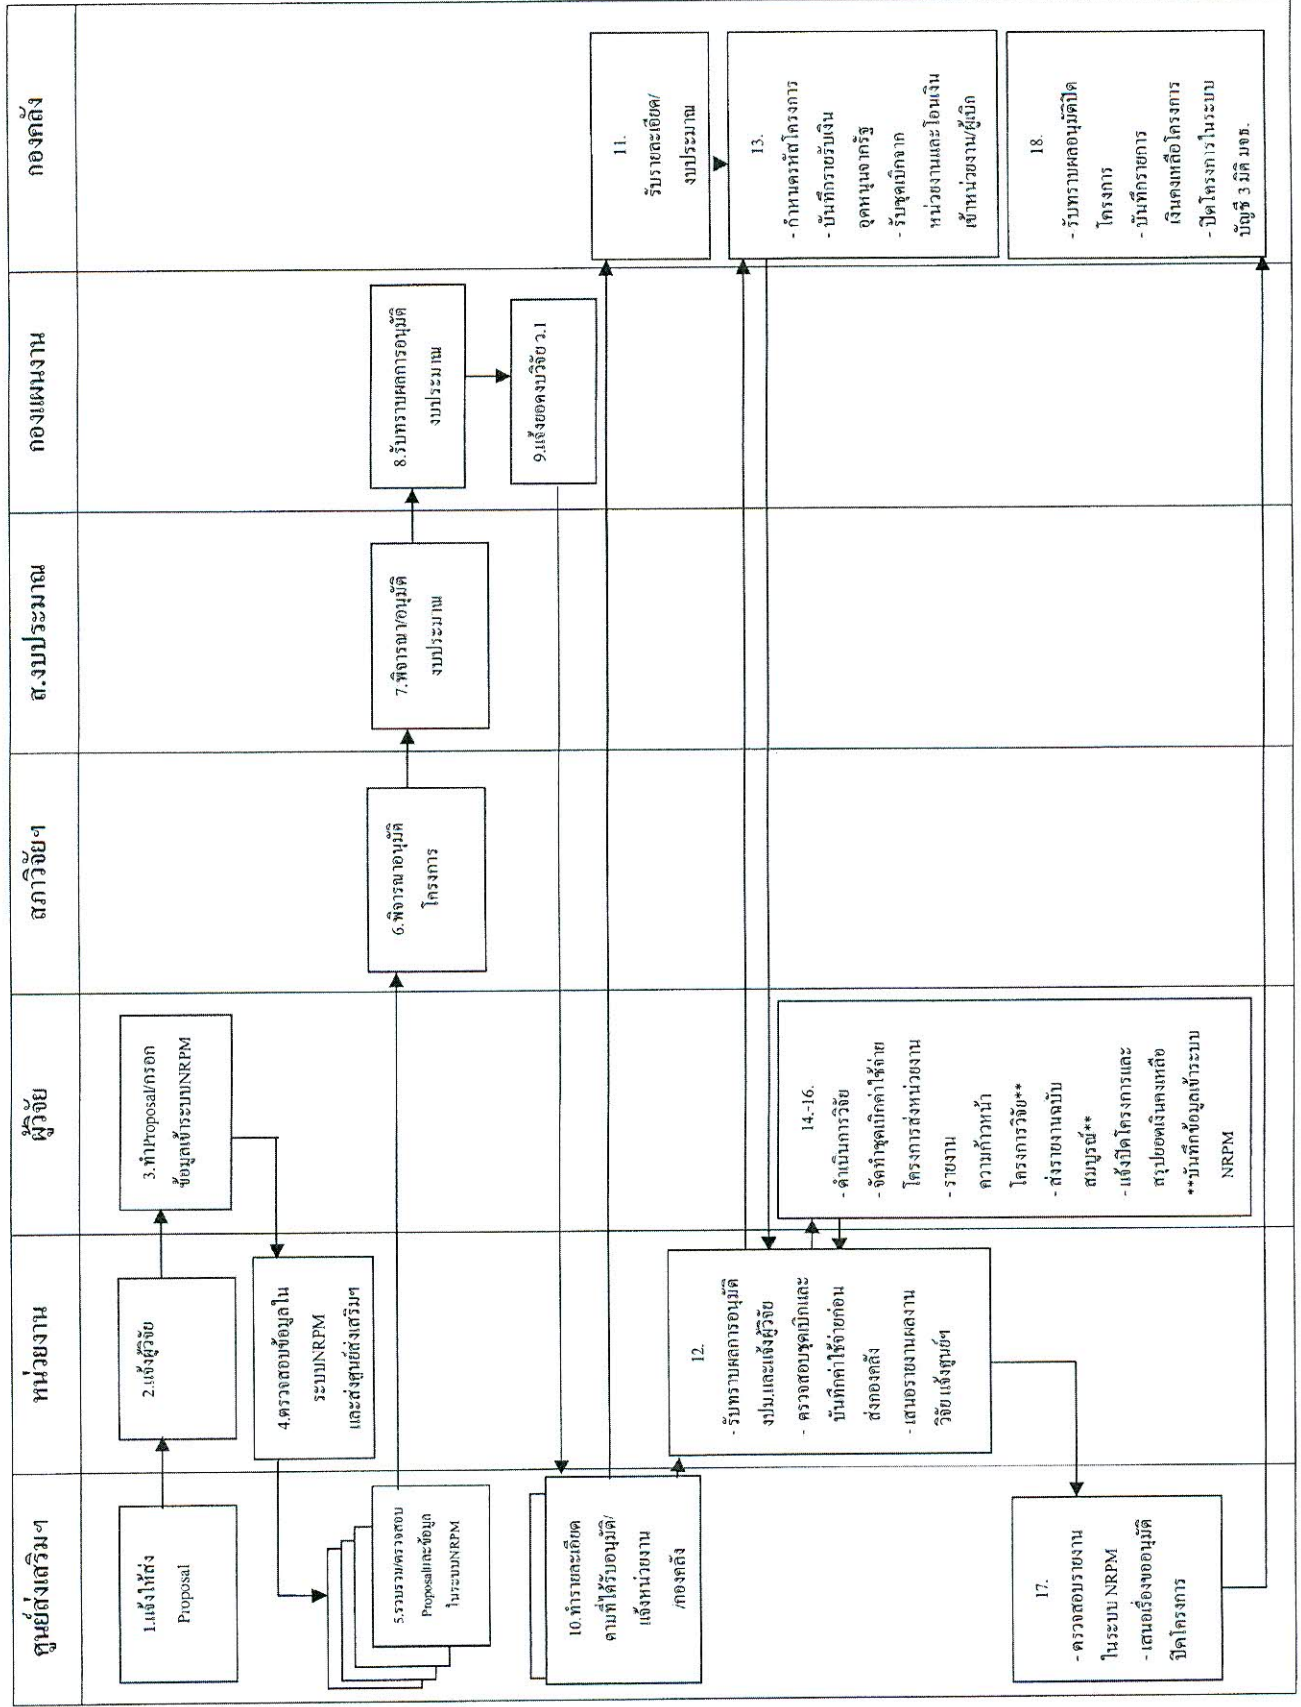 ศูนย์ส่งเสริมฯ
หน่วยงาน
ผู้วิจัย
สภาวิจัยฯ
ส.งบประมาณ
กองแผนงาน
กองคลัง
1.แจ้งให้ส่ง
Proposal
2.แจ้งผู้วิจัย
3.ทำProposal/กรอก
ข้อมูลเข้าระบบNRPM
4.ตรวจสอบข้อมูลใน
ระบบNRPM
และส่งศูนย์ส่งเสริมฯ
5.รวบรวม/ตรวจสอบ
Proposalและข้อมูล
ในระบบNRPM
6.พิจารณาอนุมัติ
โครงการ
7.พิจารณา/อนุมัติ
งบประมาณ
8.รับทราบผลการอนุมัติ
งบประมาณ
9.แจ้งยอดงบวิจัย ว.1
10.ทำรายละเอียด
ตามที่ได้รับอนุมัติ/
แจ้งหน่วยงาน
/กองคลัง
11.
รับรายละเอียด/
งบประมาณ
12.
- รับทราบผลการอนุมัติ
งปม.และแจ้งผู้วิจัย
- ตรวจสอบชุดเบิกและ
บันทึกค่าใช้จ่ายก่อน
ส่งกองคลัง
- เสนอรายงานผลงาน
วิจัย แจ้งศูนย์ฯ
13.
- กำหนดรหัสโครงการ
- บันทึกรายรับเงิน
อุดหนุนจากรัฐ
- รับชุดเบิกจาก
หน่วยงานและโอนเงิน
เข้าหน่วยงาน/ผู้เบิก
14.-16.
- ดำเนินการวิจัย
- จัดทำชุดเบิกค่าใช้จ่าย
โครงการส่งหน่วยงาน
- รายงาน
ความก้าวหน้า
โครงการวิจัย**
- ส่งรายงานฉบับ
สมบูรณ์**
- แจ้งปิดโครงการและ
สรุปยอดเงินคงเหลือ
**บันทึกข้อมูลเข้าระบบ
NRPM
17.
- ตรวจสอบรายงาน
ในระบบ NRPM
- เสนอเรื่องขออนุมัติ
ปิดโครงการ
18.
- รับทราบผลอนุมัติปิด
โครงการ
- บันทึกรายการ
เงินคงเหลือโครงการ
- ปิดโครงการในระบบ
บัญชี 3 มิติ มจธ.